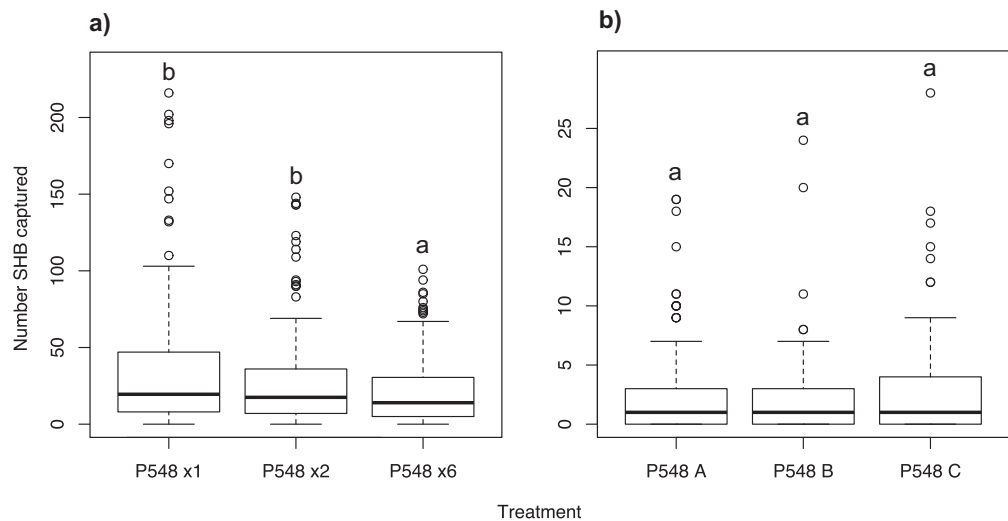 a)
b
b
a
Number SHB captured
200
150
100
50
0
P548 x1 P548 x2 P548 x6
b)
a
a
a
25
20
15
10
5
0
P548 A P548 B P548 C
Treatment